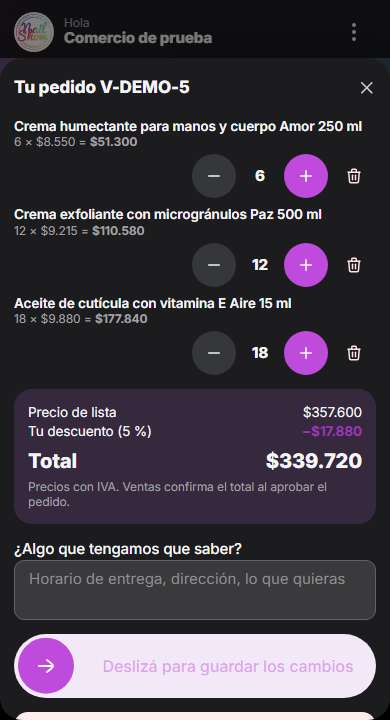 Nail
Show
Hola
Comercio de prueba
Tu pedido V-DEMO-5
Crema humectante para manos y cuerpo Amor 250 ml
6 × $8.550 = $51.300
6
Crema exfoliante con microgránulos Paz 500 ml
12 × $9.215 = $110.580
12
Aceite de cutícula con vitamina E Aire 15 ml
18 × $9.880 = $177.840
18
Precio de lista $357.600
Tu descuento (5 %) −$17.880
Total $339.720
Precios con IVA. Ventas confirma el total al aprobar el
pedido.
¿Algo que tengamos que saber?
Horario de entrega, dirección, lo que quieras
Deslizá para guardar los cambios